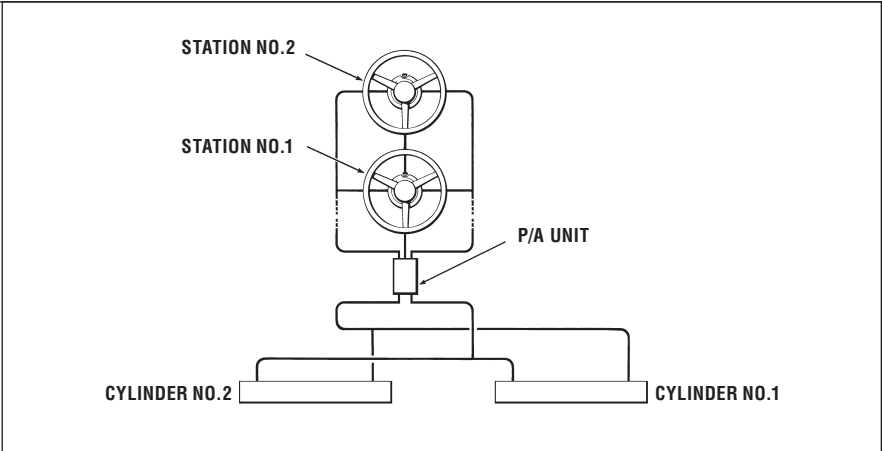 STATION NO.2
STATION NO.1
P/A UNIT
CYLINDER NO.2
CYLINDER NO.1